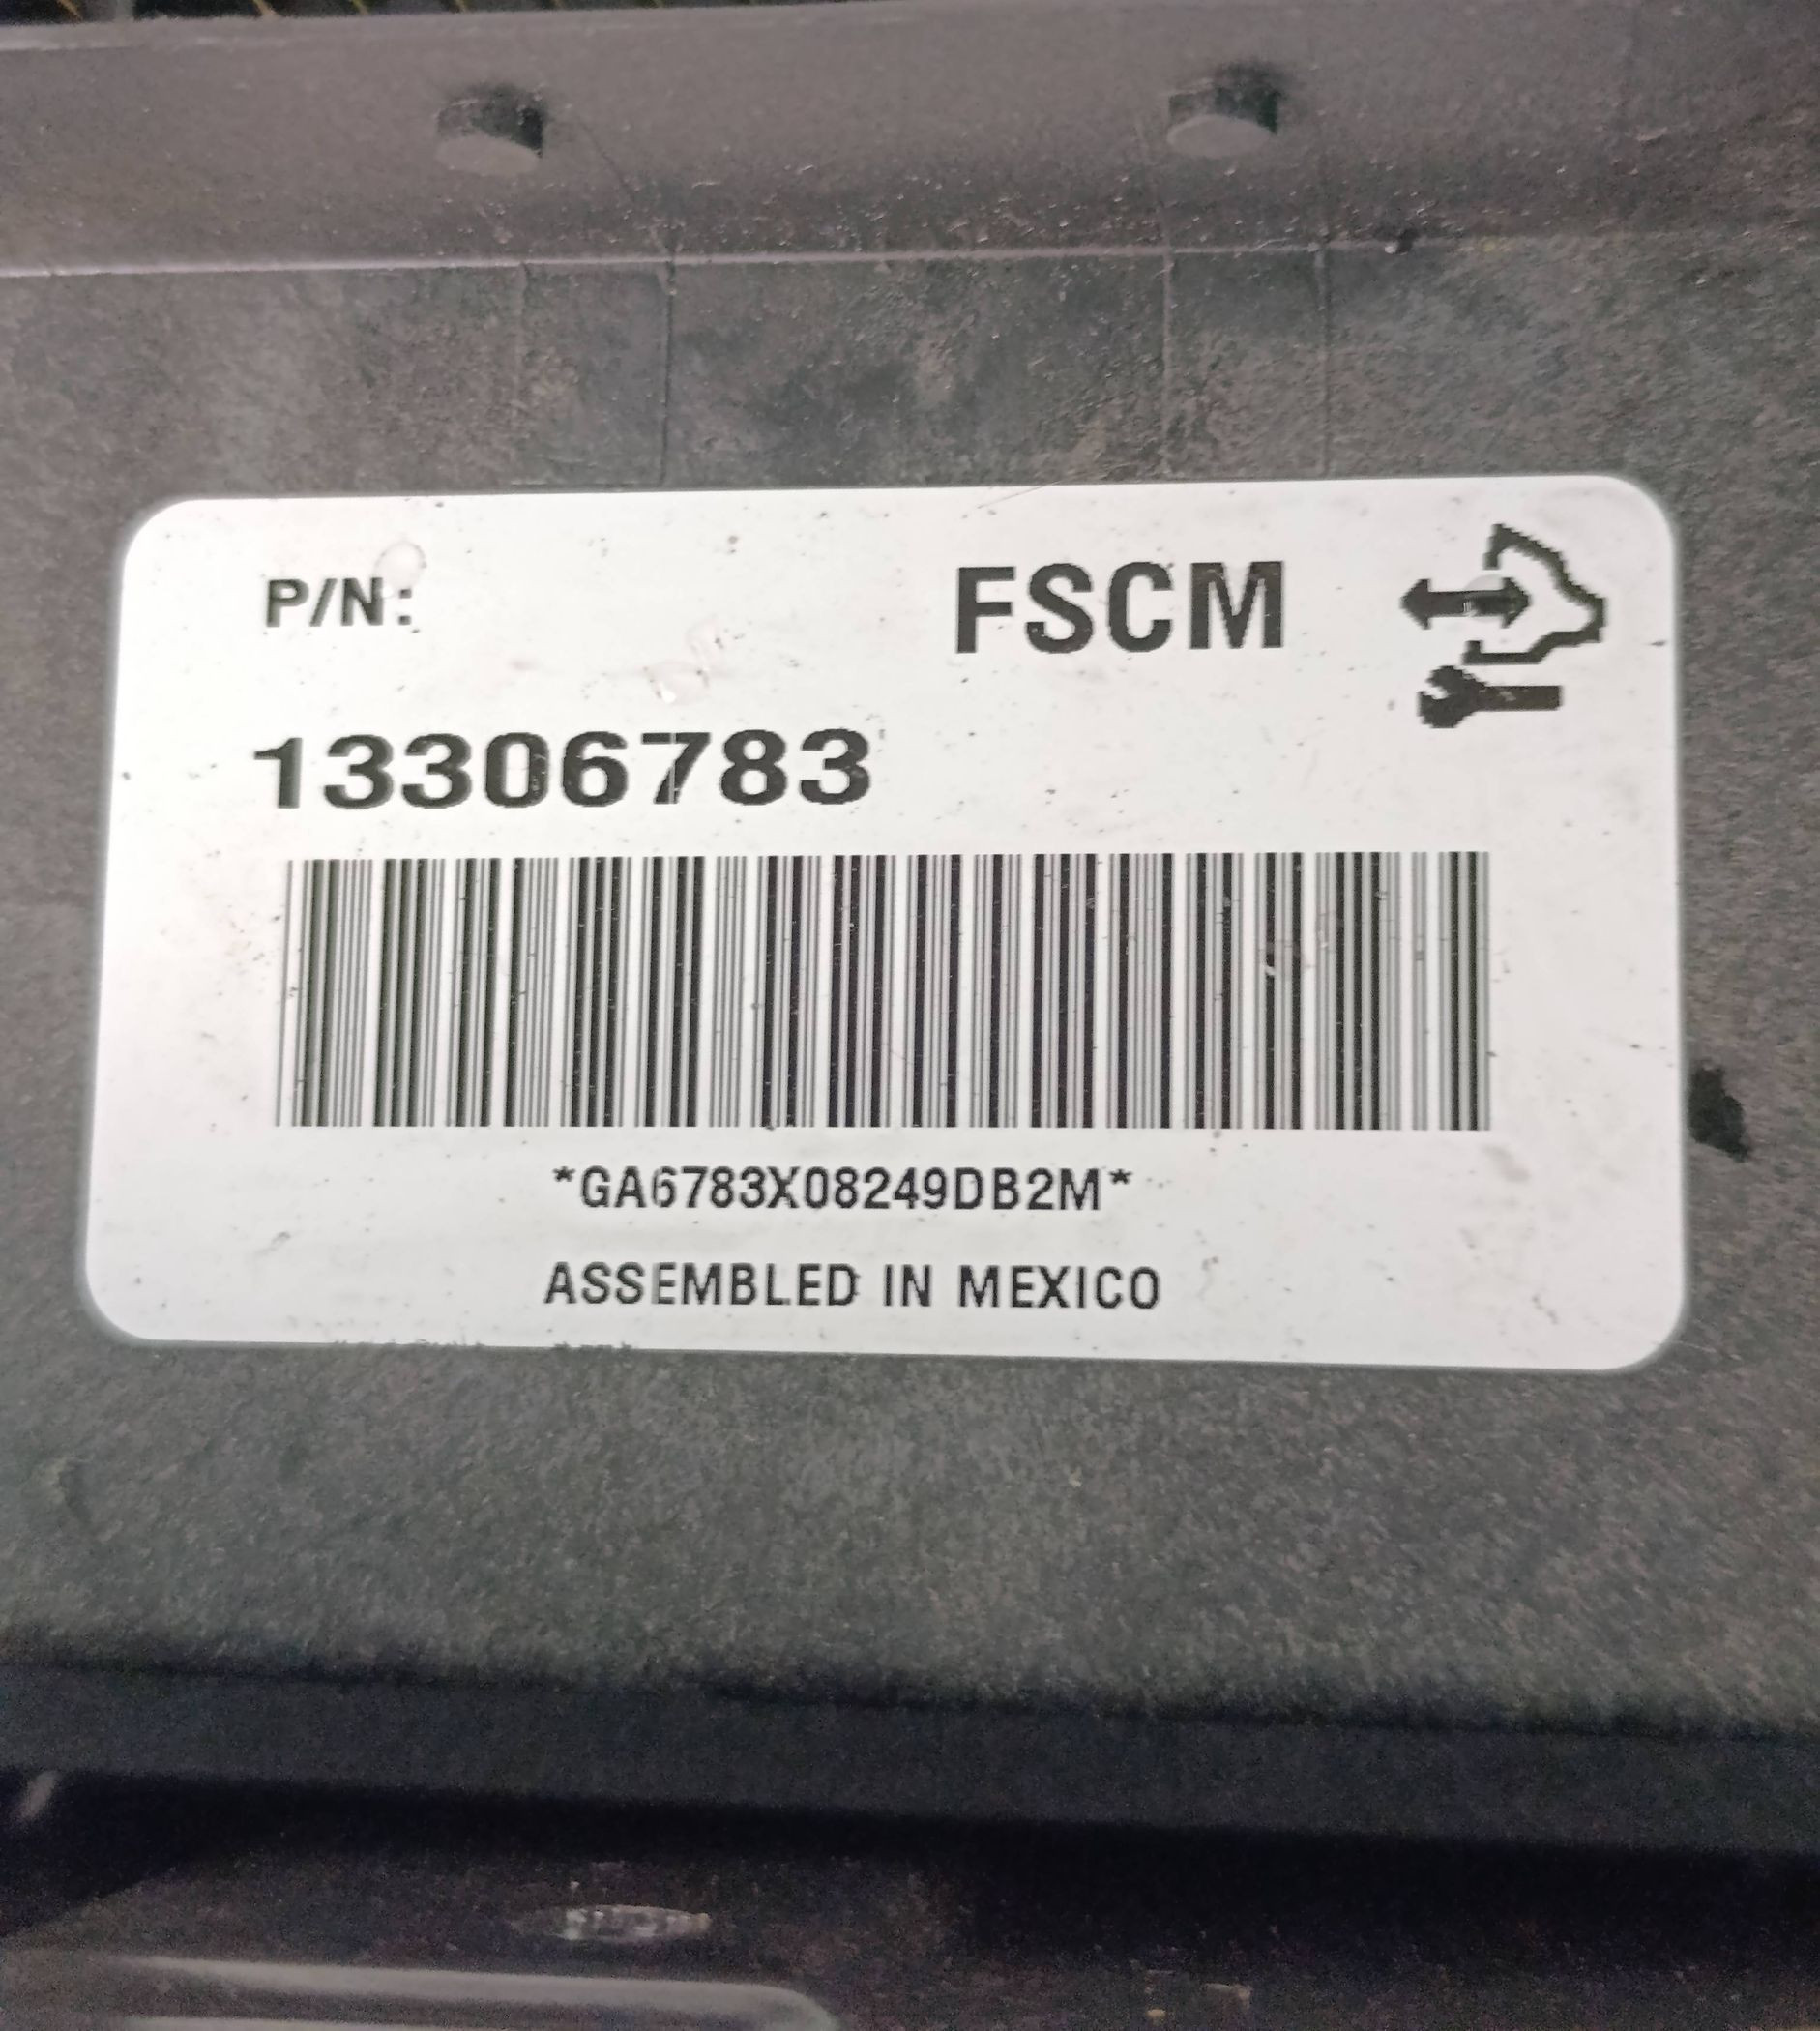 P/N: FSCM
13306783
*GA6783X08249DB2M*
ASSEMBLED IN MEXICO